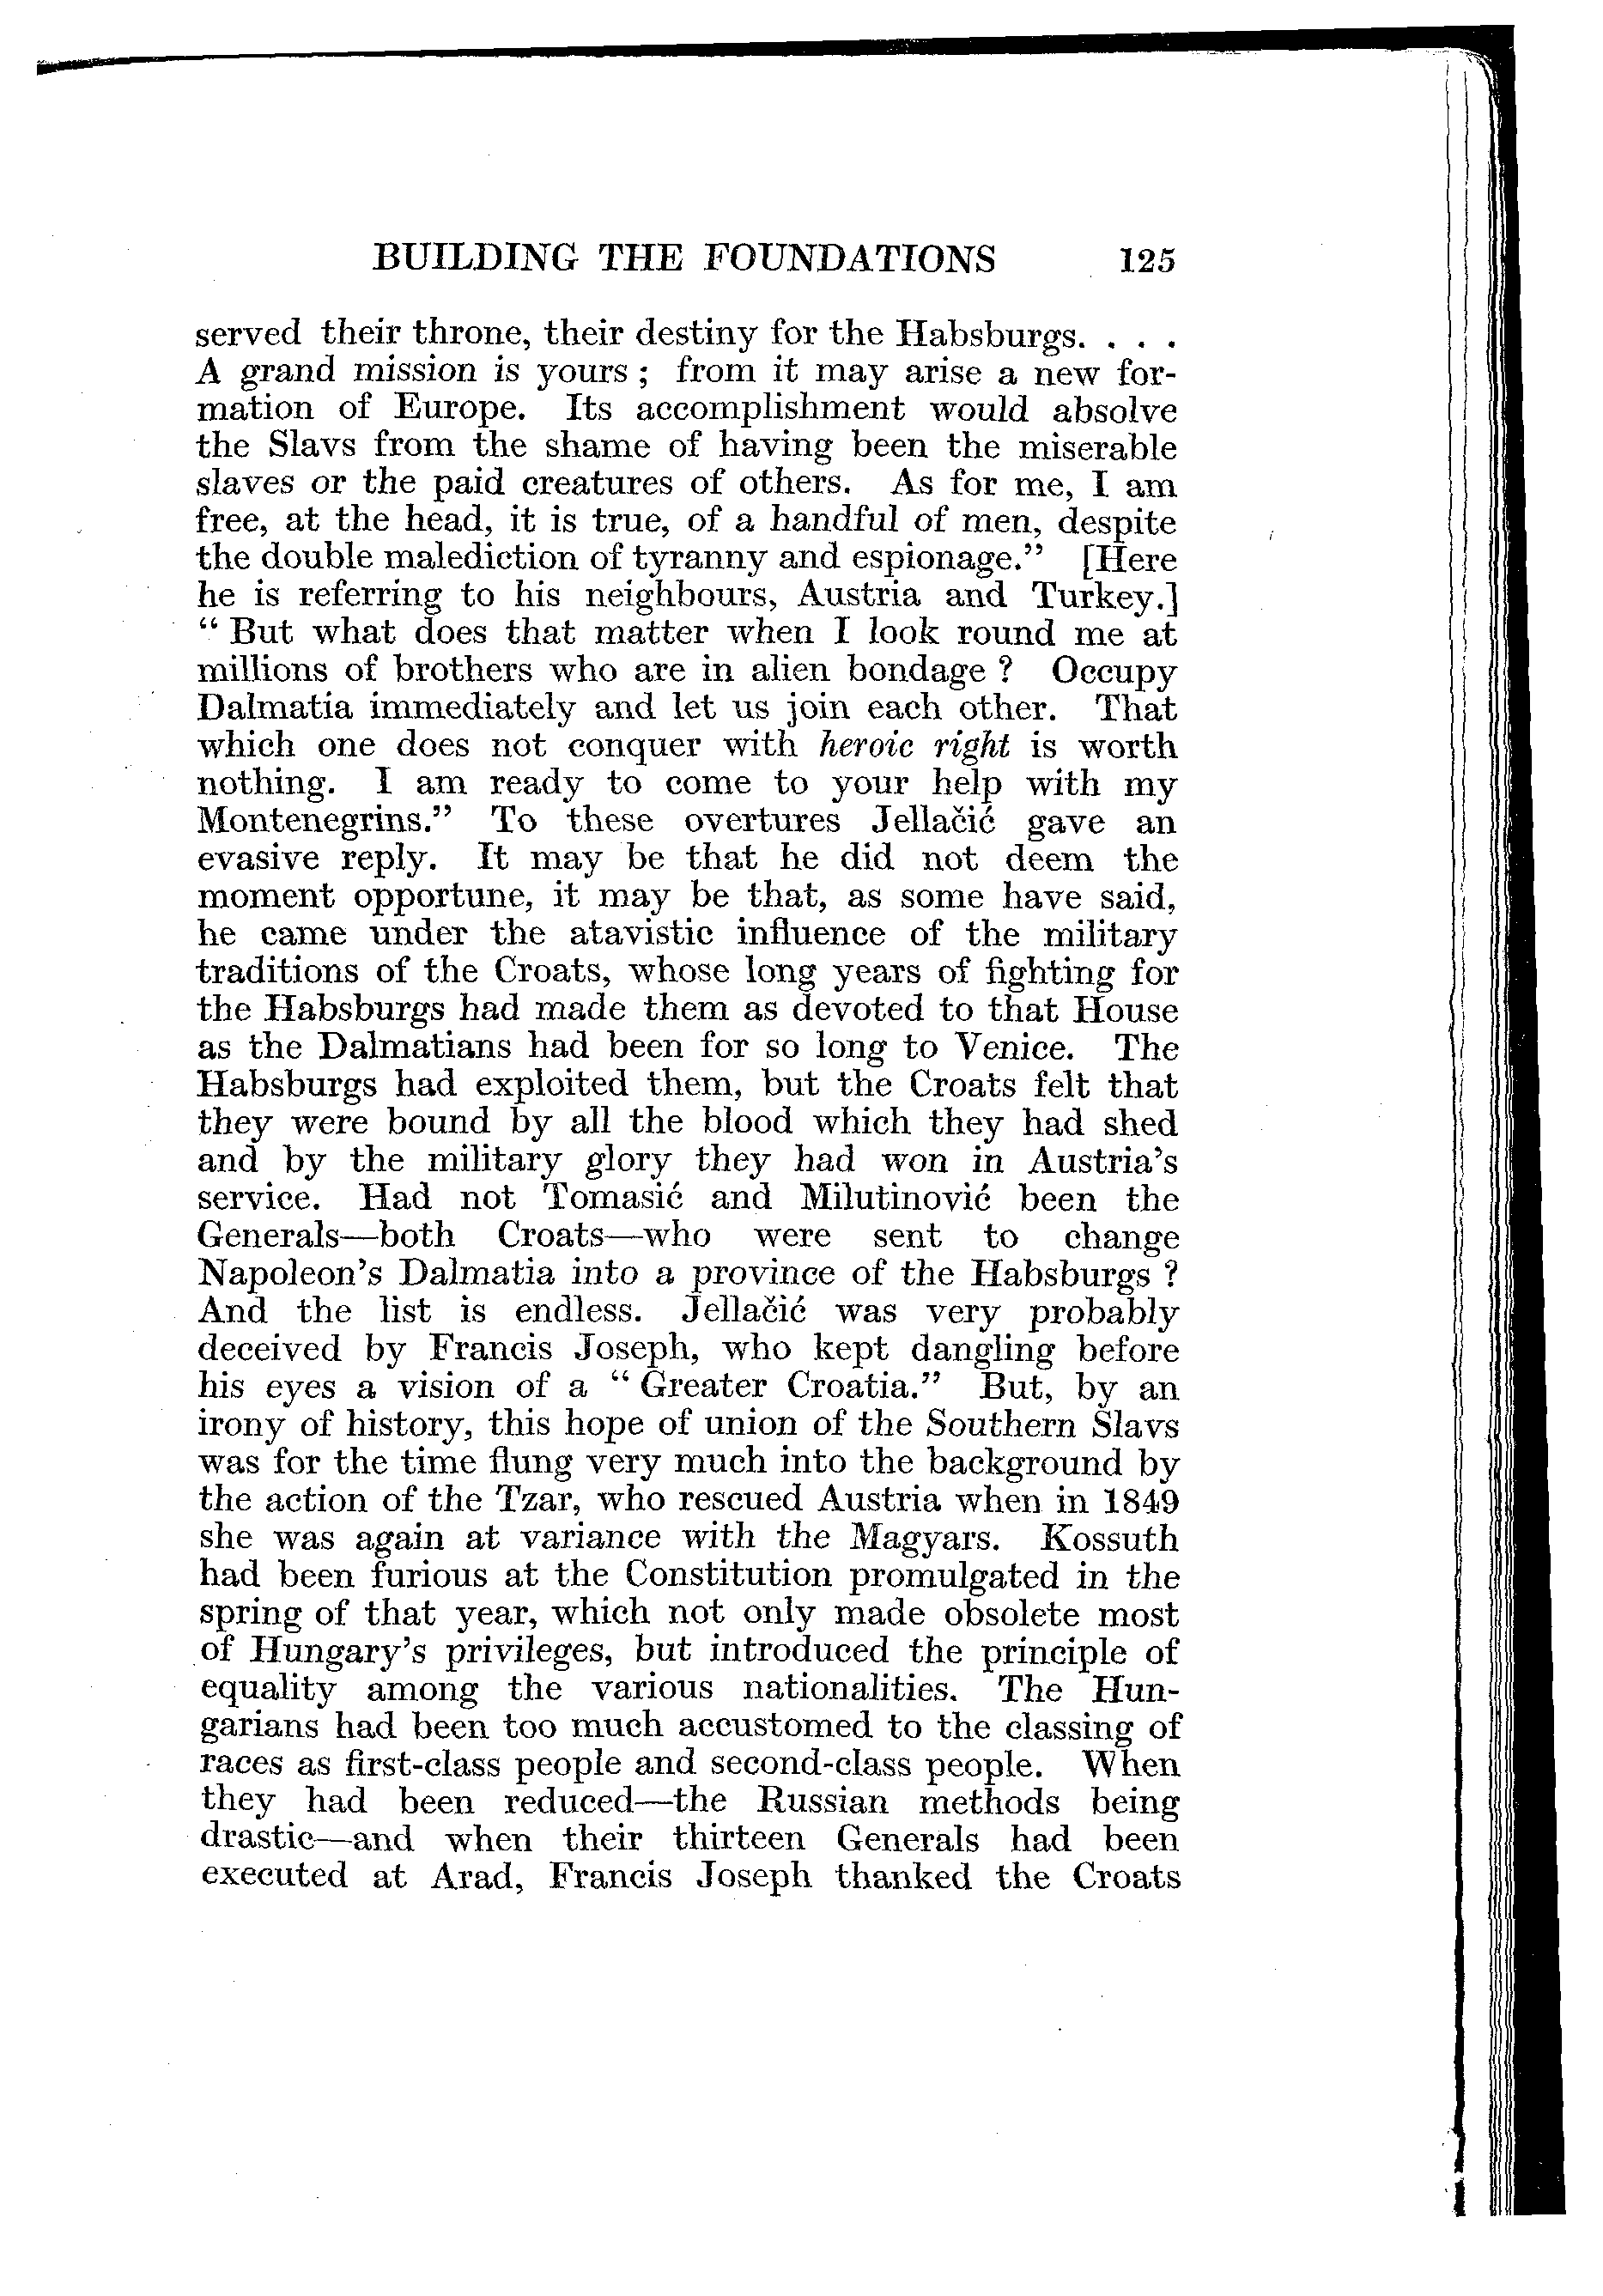 BUILDING THE FOUNDATIONS 125
served their throne, their destiny for the Habsburgs. . . .
A grand mission is yours ; from it may arise a new for-
mation of Europe. Its accomplishment would absolve
the Slavs from the shame of having been the miserable
slaves or the paid creatures of others. As for me, I am
free, at the head, it is true, of a handful of men, despite
the double malediction of tyranny and espionage.” [Here
he is referring to his neighbours, Austria and Turkey.]
“ But what does that matter when I look round me at
millions of brothers who are in alien bondage ? Occupy
Dalmatia immediately and let us join each other. That
which one does not conquer with heroic right is worth
nothing. I am ready to come to your help with my
Montenegrins.” To these overtures Jellačić gave an
evasive reply. It may be that he did not deem the
moment opportune, it may be that, as some have said,
he came under the atavistic influence of the military
traditions of the Croats, whose long years of fighting for
the Habsburgs had made them as devoted to that House
as the Dalmatians had been for so long to Venice. The
Habsburgs had exploited them, but the Croats felt that
they were bound by all the blood which they had shed
and by the military glory they had won in Austria’s
service. Had not Tomasić and Milutinović been the
Generals—both Croats—who were sent to change
Napoleon’s Dalmatia into a province of the Habsburgs ?
And the list is endless. Jellačić was very probably
deceived by Francis Joseph, who kept dangling before
his eyes a vision of a “ Greater Croatia.” But, by an
irony of history, this hope of union of the Southern Slavs
was for the time flung very much into the background by
the action of the Tzar, who rescued Austria when in 1849
she was again at variance with the Magyars. Kossuth
had been furious at the Constitution promulgated in the
spring of that year, which not only made obsolete most
of Hungary’s privileges, but introduced the principle of
equality among the various nationalities. The Hun-
garians had been too much accustomed to the classing of
races as first-class people and second-class people. When
they had been reduced—the Russian methods being
drastic—and when their thirteen Generals had been
executed at Arad, Francis Joseph thanked the Croats